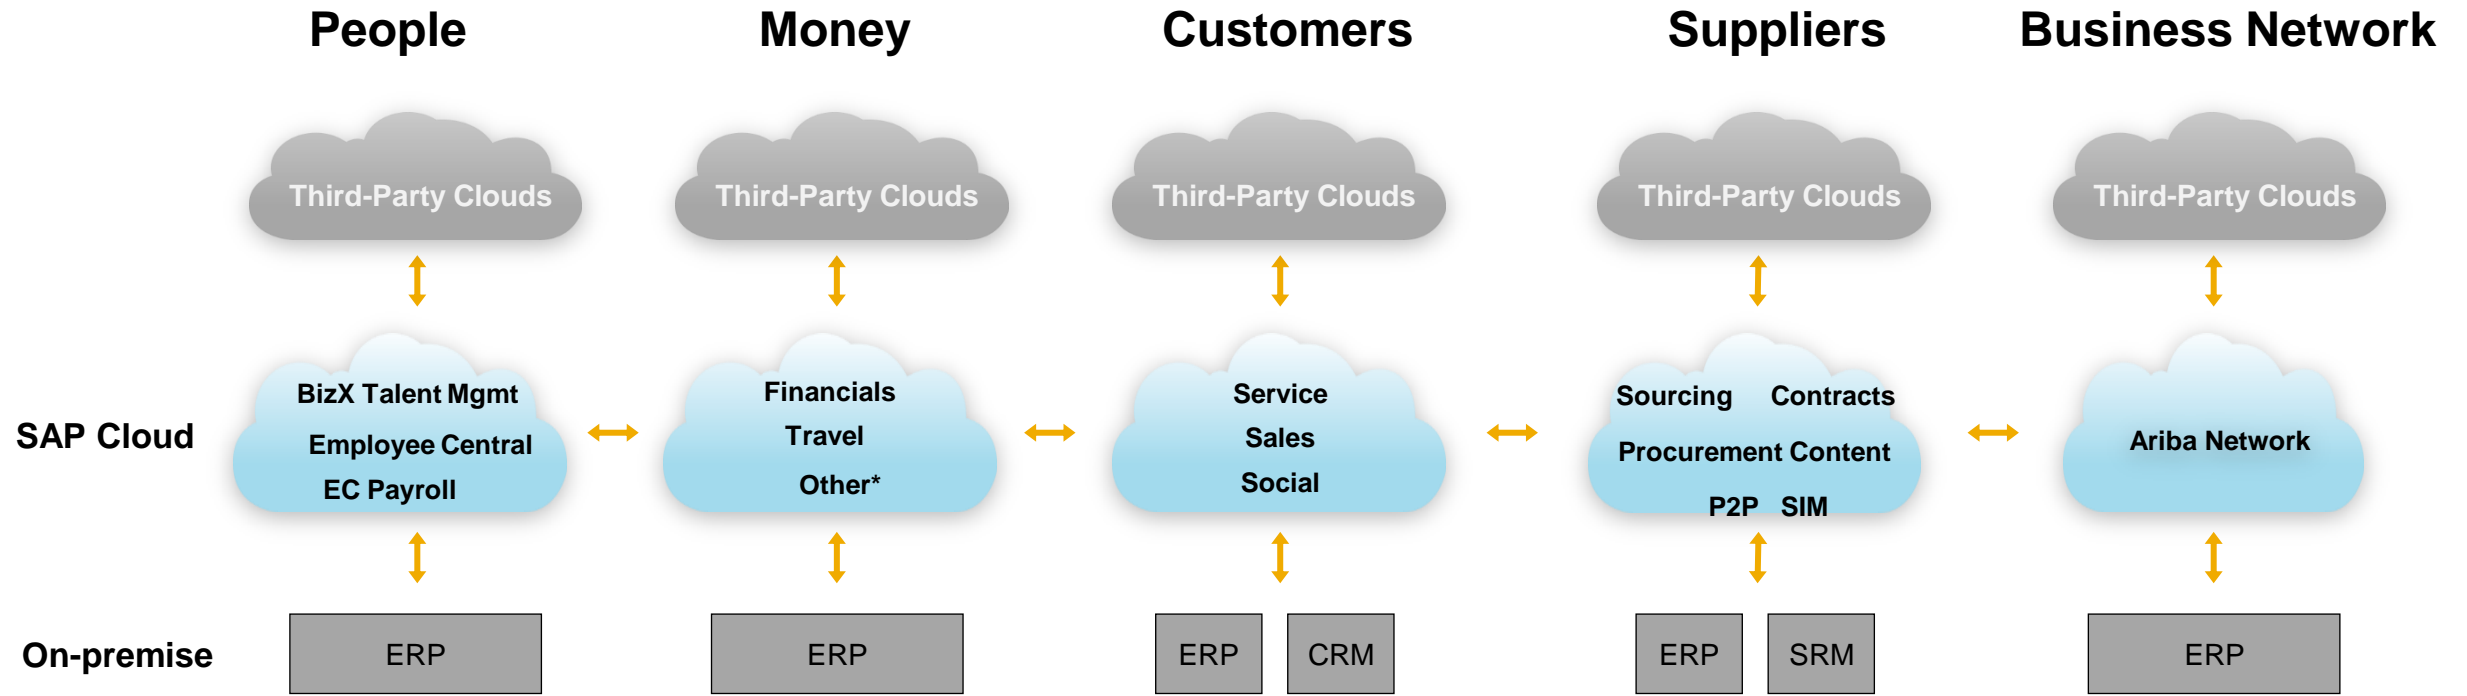 People Money Customers Suppliers Business Network
Third-Party Clouds Third-Party Clouds Third-Party Clouds Third-Party Clouds Third-Party Clouds
SAP Cloud
BizX Talent Mgmt
Employee Central
EC Payroll
Financials
Travel
Other*
Service
Sales
Social
Sourcing Contracts
Procurement Content
P2P SIM
Ariba Network
On-premise ERP ERP ERP CRM ERP SRM ERP